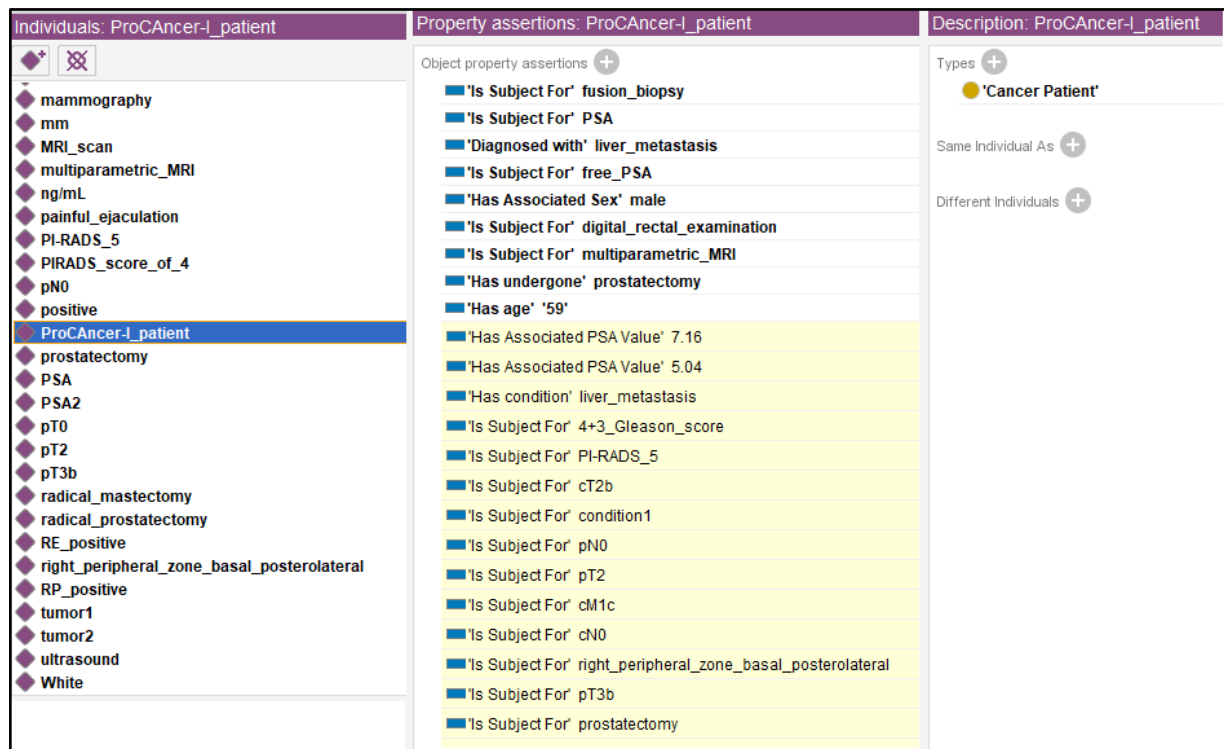 Individuals: ProCAncer-I_patient
mammography
mm
MRI_scan
multiparametric_MRI
ng/mL
painful_ejaculation
PI-RADS_5
PIRADS_score_of_4
pN0
positive
ProCAncer-I_patient
prostatectomy
PSA
PSA2
pT0
pT2
pT3b
radical_mastectomy
radical_prostatectomy
RE_positive
right_peripheral_zone_basal_posterolateral
RP_positive
tumor1
tumor2
ultrasound
White
Property assertions: ProCAncer-I_patient
Object property assertions
'Is Subject For' fusion_biopsy
'Is Subject For' PSA
'Diagnosed with' liver_metastasis
'Is Subject For' free_PSA
'Has Associated Sex' male
'Is Subject For' digital_rectal_examination
'Is Subject For' multiparametric_MRI
'Has undergone' prostatectomy
'Has age' '59'
'Has Associated PSA Value' 7.16
'Has Associated PSA Value' 5.04
'Has condition' liver_metastasis
'Is Subject For' 4+3_Gleason_score
'Is Subject For' PI-RADS_5
'Is Subject For' cT2b
'Is Subject For' condition1
'Is Subject For' pN0
'Is Subject For' pT2
'Is Subject For' cM1c
'Is Subject For' cN0
'Is Subject For' right_peripheral_zone_basal_posterolateral
'Is Subject For' pT3b
'Is Subject For' prostatectomy
Description: ProCAncer-I_patient
Types
'Cancer Patient'
Same Individual As
Different Individuals